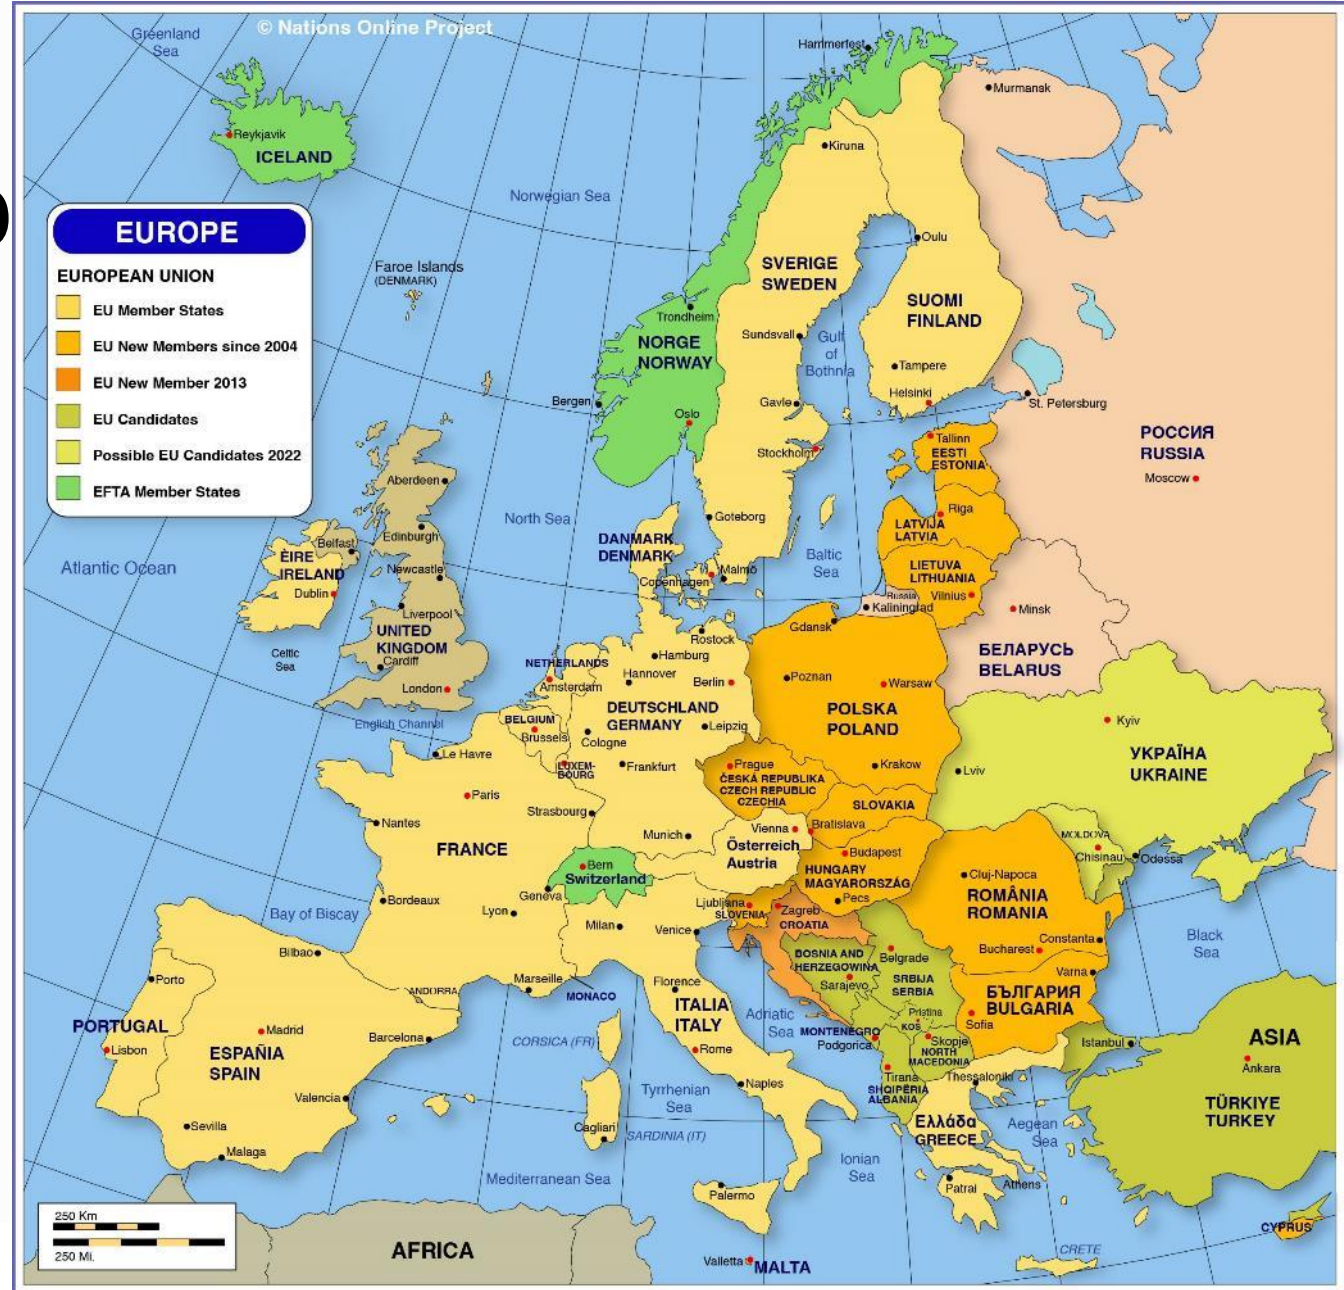 © Nations Online Project
Greenland
Sea
Hammerfest
Murmansk
Reykjavik
ICELAND
Kiruna
Norwegian Sea
EUROPE
EUROPEAN UNION
EU Member States
EU New Members since 2004
EU New Member 2013
EU Candidates
Possible EU Candidates 2022
EFTA Member States
Faroe Islands
(DENMARK)
Oulu
SVERIGE
SWEDEN
SUOMI
FINLAND
Trondheim
NORGE
NORWAY
Sundsvall
Gulf
of
Bothnia
Tampere
Helsinki
Bergen
Oslo
Gavle
St. Petersburg
Stockholm
Tallinn
EESTI
ESTONIA
РОССИЯ
RUSSIA
Moscow
Aberdeen
North Sea
Goteborg
Riga
LATVIJA
LATVIA
Edinburgh
Belfast
ÈIRE
IRELAND
Dublin
Newcastle
Liverpool
DANMARK
DENMARK
Copenhagen
Malmö
Baltic
Sea
LIETUVA
LITHUANIA
Vilnius
Russia
Kaliningrad
Minsk
Atlantic Ocean
UNITED
KINGDOM
Cardiff
London
Celtic
Sea
Gdansk
Rostock
БЕЛАРУСЬ
BELARUS
NETHERLANDS
Amsterdam
Hamburg
Hannover
Berlin
Poznan
Warsaw
English Channel
BELGIUM
Brussels
DEUTSCHLAND
GERMANY
Leipzig
Cologne
POLSKA
POLAND
Kyiv
УКРАЇНА
UKRAINE
Le Havre
LUXEM-
BOURG
Frankfurt
Prague
ČESKÁ REPUBLIKA
CZECH REPUBLIC
CZECHIA
Krakow
Lviv
Paris
Strasbourg
SLOVAKIA
Nantes
Munich
Vienna
Bratislava
Österreich
Austria
MOLDOVA
Chisinau
Odessa
FRANCE
Bern
Switzerland
Geneva
Budapest
HUNGARY
MAGYARORSZÁG
Pecs
Cluj-Napoca
ROMÂNIA
ROMANIA
Bordeaux
Lyon
Bay of Biscay
Milan
Venice
Ljubljana
SLOVENIA
Zagreb
CROATIA
Bucharest
Constanta
Black
Sea
Bilbao
BOSNIA AND
HERZEGOWINA
Sarajevo
Belgrade
SRBIJA
SERBIA
Varna
Porto
ANDORRA
Marseille
MONACO
Florence
ITALIA
ITALY
БЪЛГАРИЯ
BULGARIA
Sofia
PORTUGAL
Lisbon
Madrid
ESPAÑIA
SPAIN
Barcelona
CORSICA (FR)
Rome
Adriatic
Sea
MONTENEGRO
Podgorica
Pristina
KOS
Skopje
NORTH
MACEDONIA
Istanbul
ASIA
Ankara
Valencia
Tyrrhenian
Sea
Naples
Tirana
SHQIPËRIA
ALBANIA
Thessaloniki
TÜRKIYE
TURKEY
Sevilla
Malaga
Cagliari
SARDINIA (IT)
Ελλάδα
GREECE
Aegean
Sea
Mediterranean Sea
Palermo
Ionian
Sea
Patrai
Athens
250 Km
250 Mi.
AFRICA
Valletta
MALTA
CRETE
CYPRUS